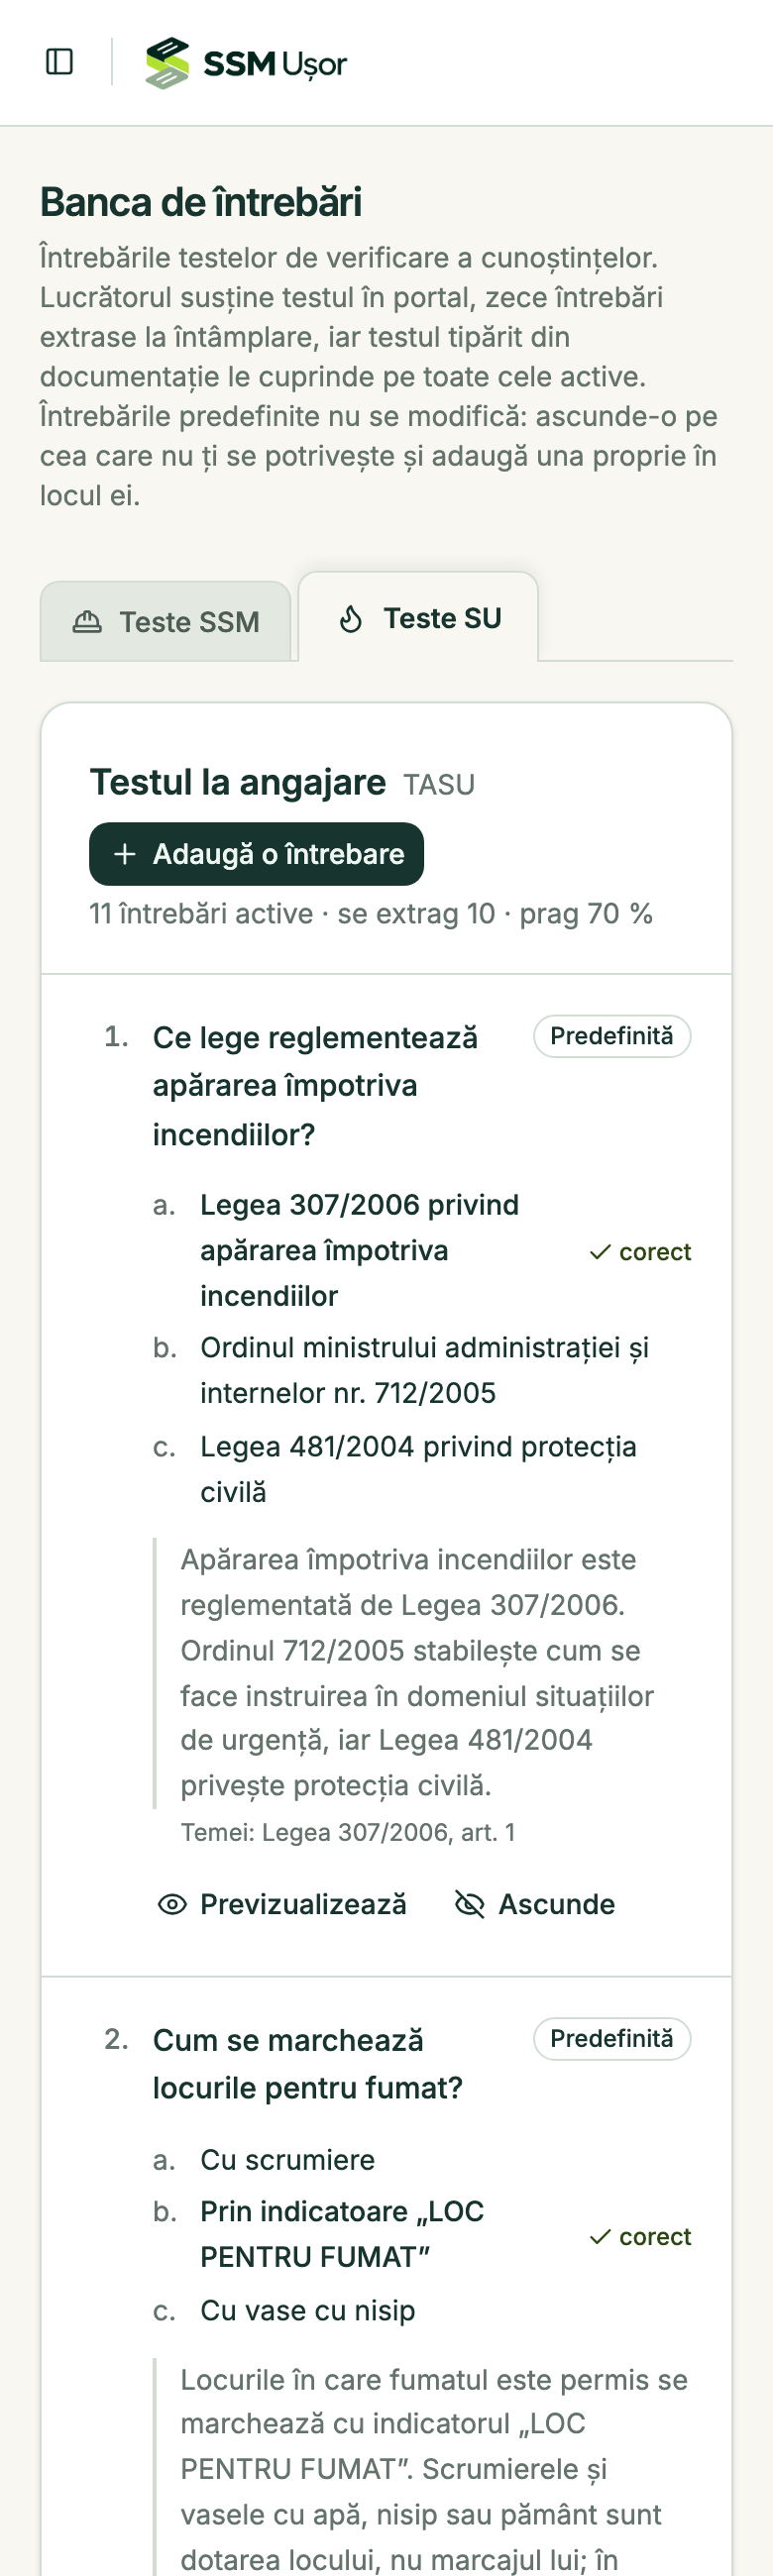 SSM Ușor
Banca de întrebări
Întrebările testelor de verificare a cunoștințelor.
Lucrătorul susține testul în portal, zece întrebări
extrase la întâmplare, iar testul tipărit din
documentație le cuprinde pe toate cele active.
Întrebările predefinite nu se modifică: ascunde-o pe
cea care nu ți se potrivește și adaugă una proprie în
locul ei.
Teste SSM
Teste SU
Testul la angajare TASU
Adaugă o întrebare
11 întrebări active · se extrag 10 · prag 70 %
1. Ce lege reglementează
apărarea împotriva
incendiilor?
Predefinită
a. Legea 307/2006 privind
apărarea împotriva
incendiilor
corect
b. Ordinul ministrului administrației și
internelor nr. 712/2005
c. Legea 481/2004 privind protecția
civilă
Apărarea împotriva incendiilor este
reglementată de Legea 307/2006.
Ordinul 712/2005 stabilește cum se
face instruirea în domeniul situațiilor
de urgență, iar Legea 481/2004
privește protecția civilă.
Temei: Legea 307/2006, art. 1
Previzualizează
Ascunde
2. Cum se marchează
locurile pentru fumat?
Predefinită
a. Cu scrumiere
b. Prin indicatoare „LOC
PENTRU FUMAT”
corect
c. Cu vase cu nisip
Locurile în care fumatul este permis se
marchează cu indicatorul „LOC
PENTRU FUMAT”. Scrumierele și
vasele cu apă, nisip sau pământ sunt
dotarea locului, nu marcajul lui; în